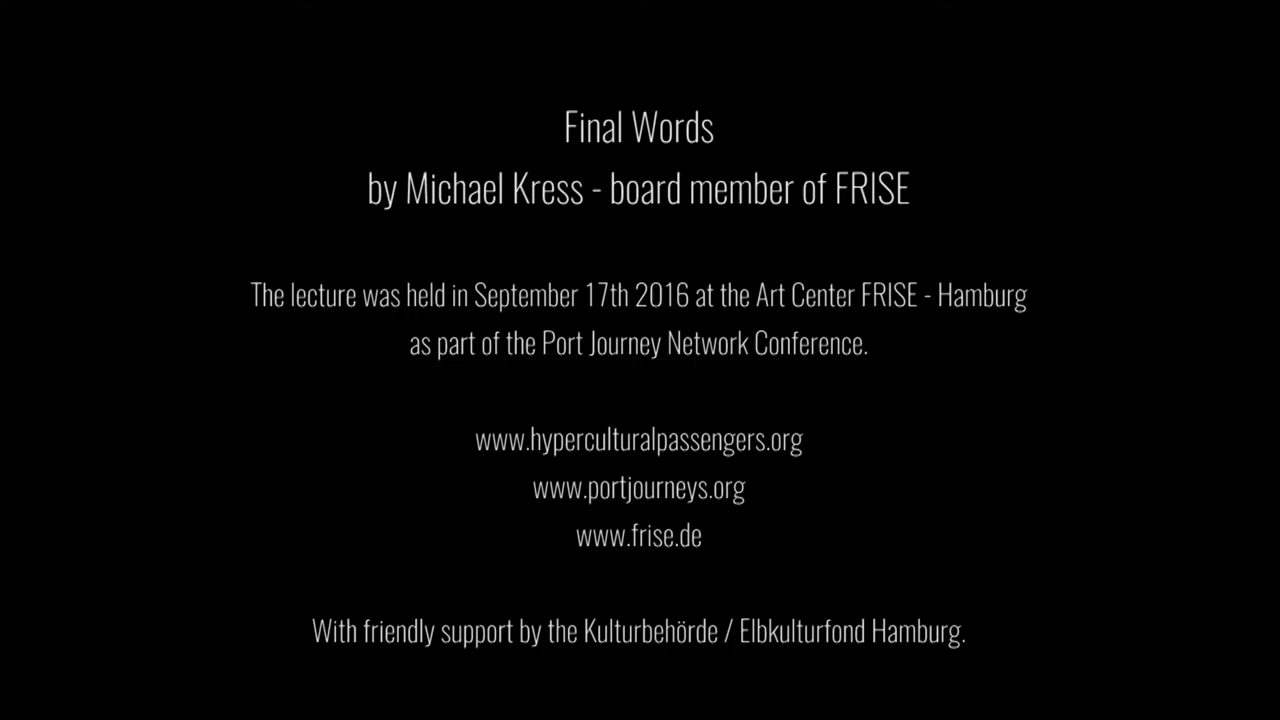 Final Words
by Michael Kress - board member of FRISE
The lecture was held in September 17th 2016 at the Art Center FRISE - Hamburg
as part of the Port Journey Network Conference.
www.hyperculturalpassengers.org
www.portjourneys.org
www.frise.de
With friendly support by the Kulturbehörde / Elbkulturfond Hamburg.